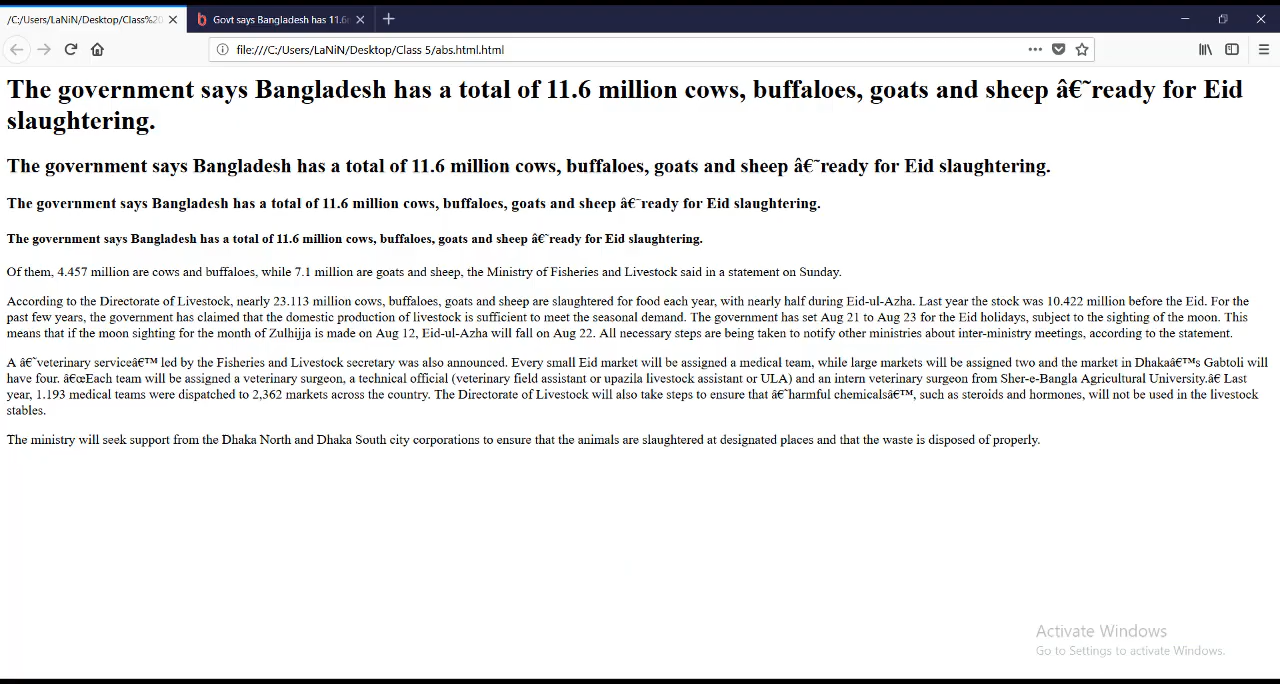 /C:/Users/LaNiN/Desktop/Class%20
Govt says Bangladesh has 11.6
file:///C:/Users/LaNiN/Desktop/Class 5/abs.html.html
The government says Bangladesh has a total of 11.6 million cows, buffaloes, goats and sheep â€˜ready for Eid
slaughtering.
The government says Bangladesh has a total of 11.6 million cows, buffaloes, goats and sheep â€˜ready for Eid slaughtering.
The government says Bangladesh has a total of 11.6 million cows, buffaloes, goats and sheep â€˜ready for Eid slaughtering.
The government says Bangladesh has a total of 11.6 million cows, buffaloes, goats and sheep â€˜ready for Eid slaughtering.
Of them, 4.457 million are cows and buffaloes, while 7.1 million are goats and sheep, the Ministry of Fisheries and Livestock said in a statement on Sunday.
According to the Directorate of Livestock, nearly 23.113 million cows, buffaloes, goats and sheep are slaughtered for food each year, with nearly half during Eid-ul-Azha. Last year the stock was 10.422 million before the Eid. For the
past few years, the government has claimed that the domestic production of livestock is sufficient to meet the seasonal demand. The government has set Aug 21 to Aug 23 for the Eid holidays, subject to the sighting of the moon. This
means that if the moon sighting for the month of Zulhijja is made on Aug 12, Eid-ul-Azha will fall on Aug 22. All necessary steps are being taken to notify other ministries about inter-ministry meetings, according to the statement.
A â€˜veterinary serviceâ€™ led by the Fisheries and Livestock secretary was also announced. Every small Eid market will be assigned a medical team, while large markets will be assigned two and the market in Dhakaâ€™s Gabtoli will
have four. â€œEach team will be assigned a veterinary surgeon, a technical official (veterinary field assistant or upazila livestock assistant or ULA) and an intern veterinary surgeon from Sher-e-Bangla Agricultural University.â€ Last
year, 1.193 medical teams were dispatched to 2,362 markets across the country. The Directorate of Livestock will also take steps to ensure that â€˜harmful chemicalsâ€™, such as steroids and hormones, will not be used in the livestock
stables.
The ministry will seek support from the Dhaka North and Dhaka South city corporations to ensure that the animals are slaughtered at designated places and that the waste is disposed of properly.
Activate Windows
Go to Settings to activate Windows.